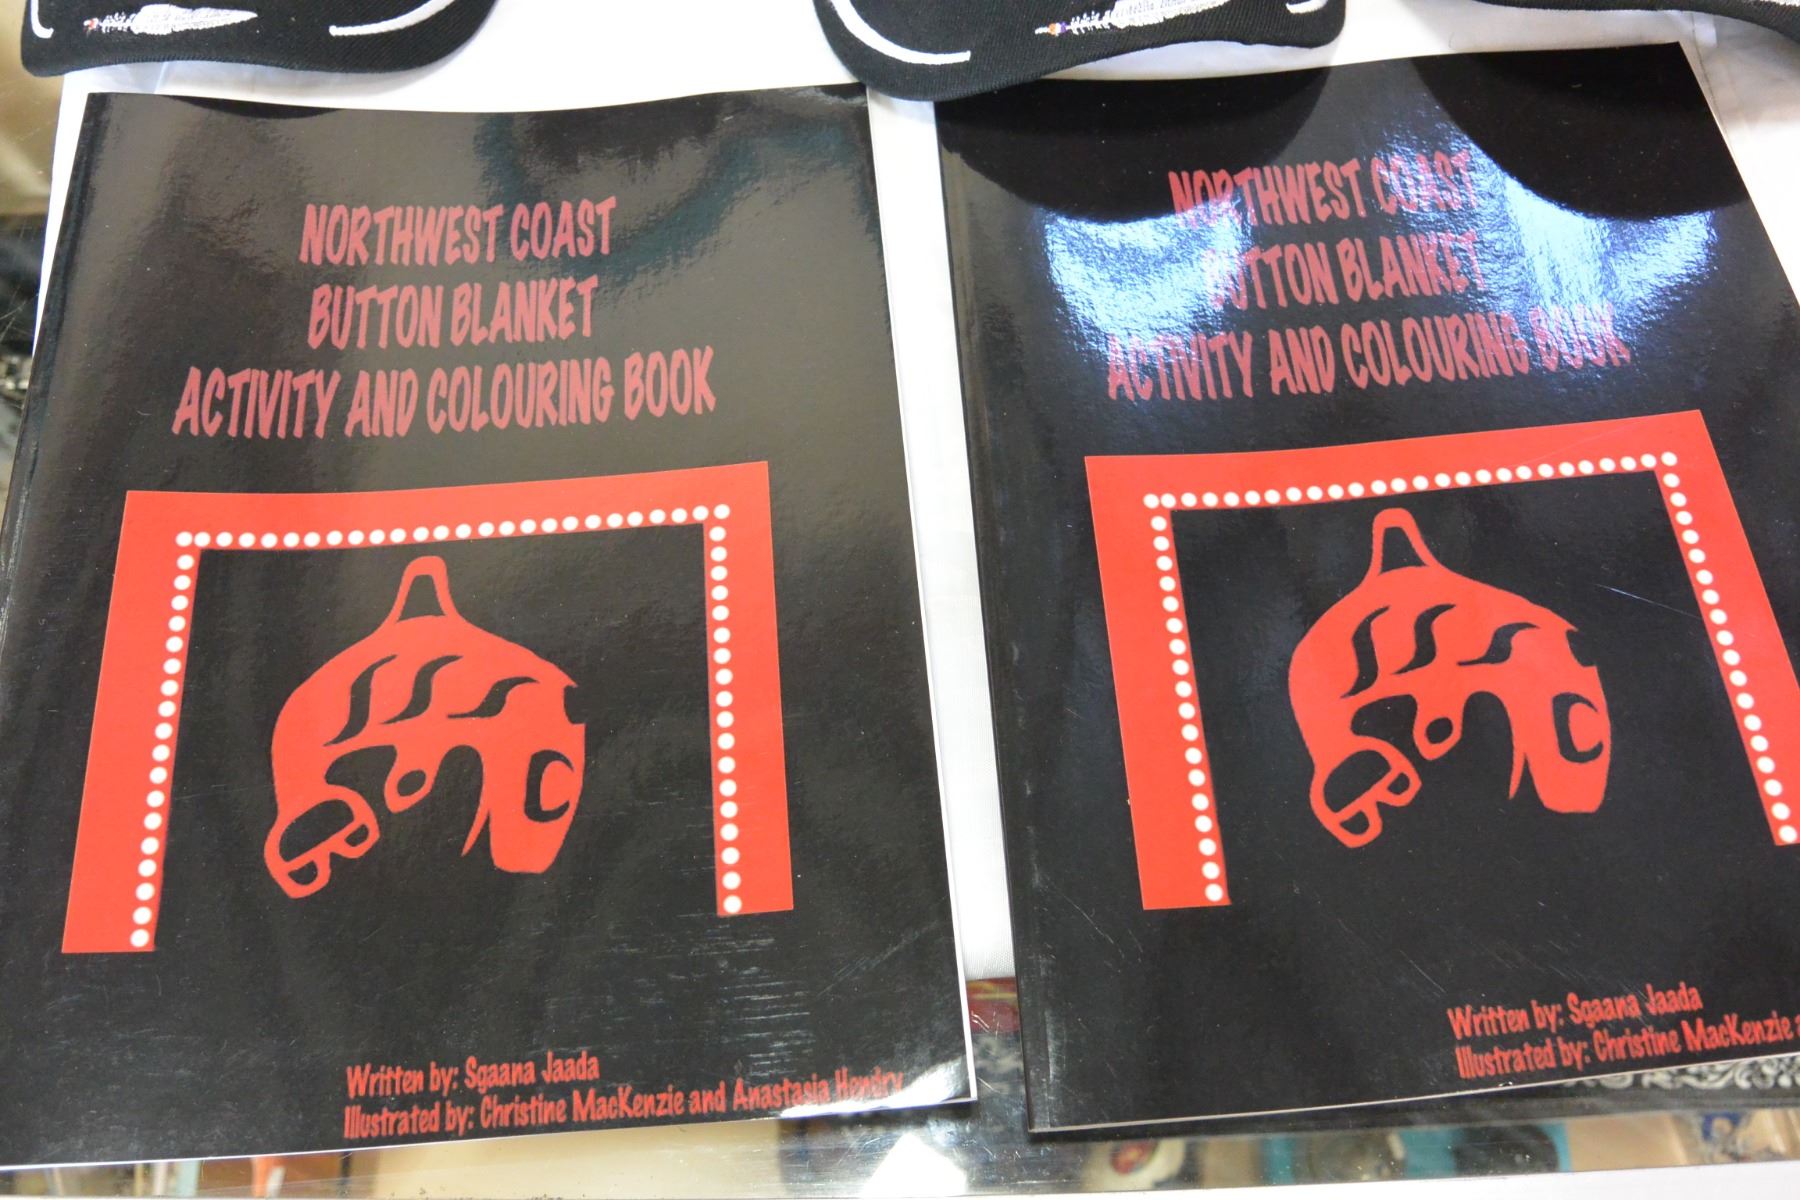 NORTHWEST COAST
BUTTON BLANKET
ACTIVITY AND COLOURING BOOK
Written by: Sgaana Jaada
Illustrated by: Christine MacKenzie and Anastasia Hendry
NORTHWEST COAST
BUTTON BLANKET
ACTIVITY AND COLOURING BOOK
Written by: Sgaana Jaada
Illustrated by: Christine MacKenzie